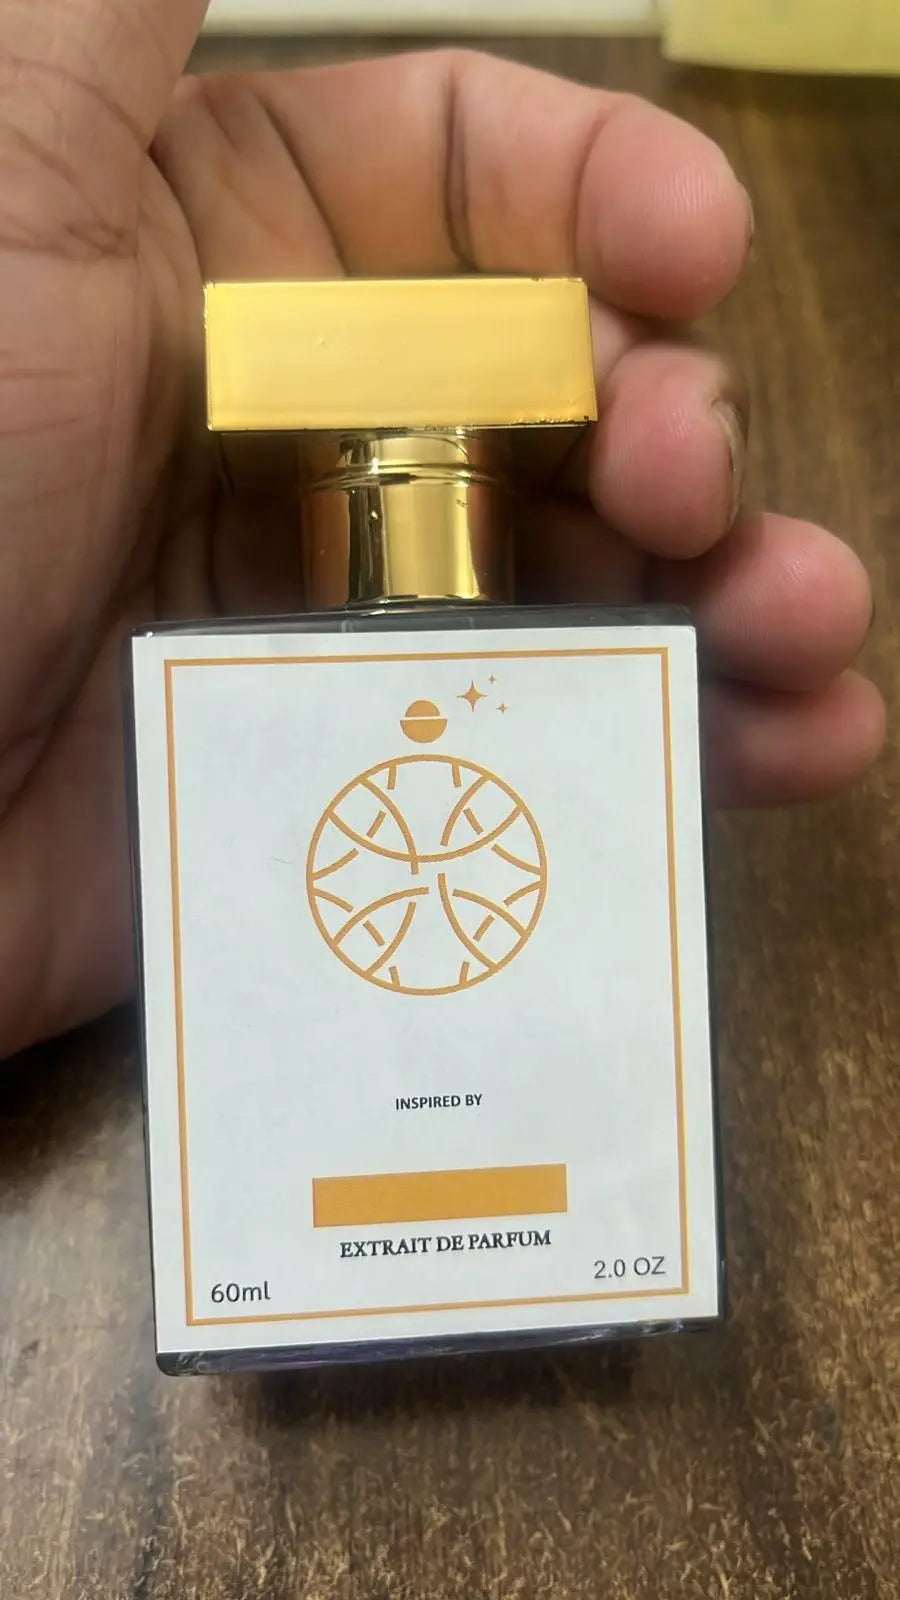 INSPIRED BY
EXTRAIT DE PARFUM
60ml
2.0 OZ